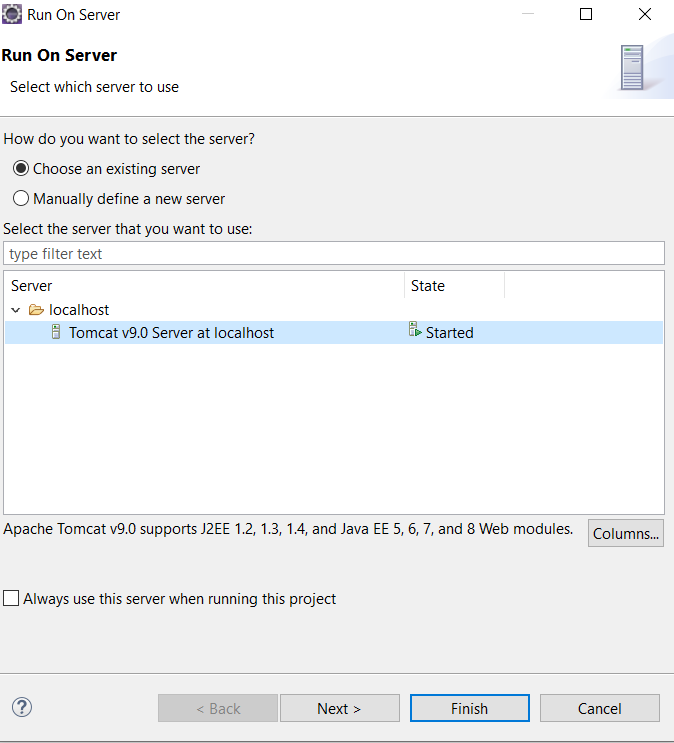 Run On Server
Run On Server
Select which server to use
How do you want to select the server?
Choose an existing server
Manually define a new server
Select the server that you want to use:
type filter text
Server State
localhost
Tomcat v9.0 Server at localhost Started
Apache Tomcat v9.0 supports J2EE 1.2, 1.3, 1.4, and Java EE 5, 6, 7, and 8 Web modules.
Columns...
Always use this server when running this project
? < Back Next > Finish Cancel